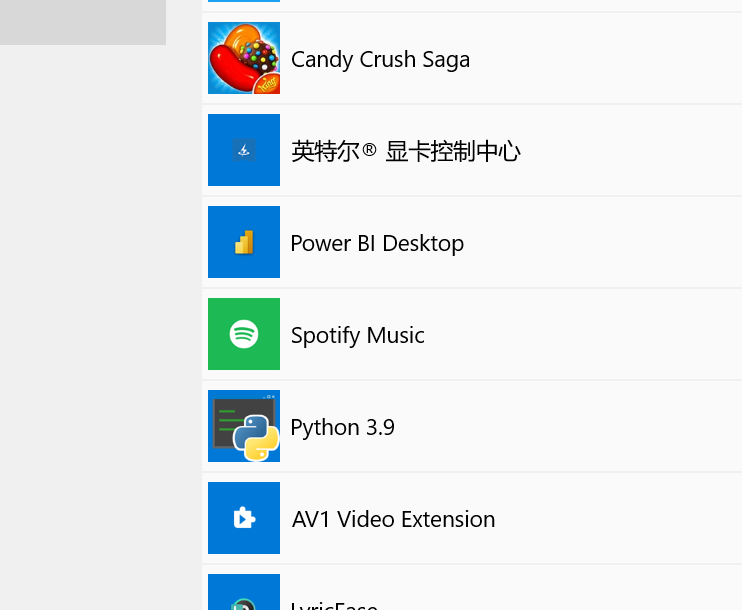 Candy Crush Saga
英特尔® 显卡控制中心
Power BI Desktop
Spotify Music
Python 3.9
AV1 Video Extension
LyricEase